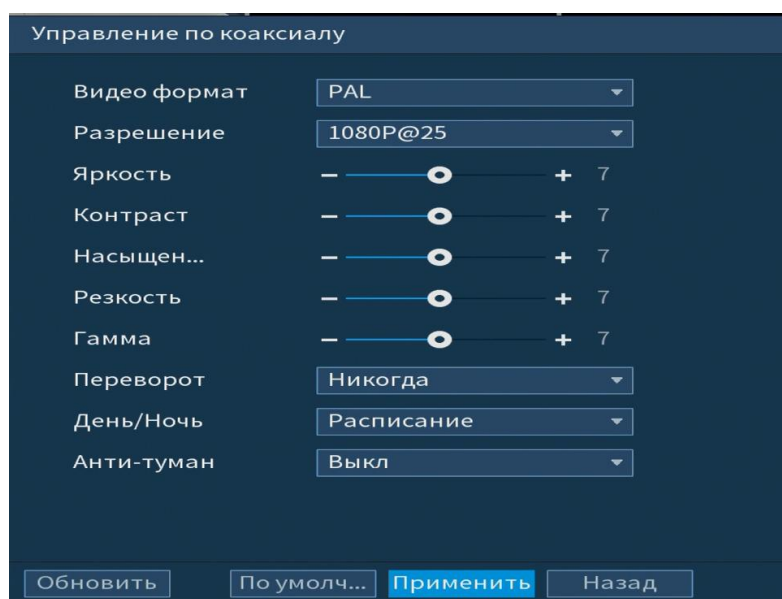 Управление по коаксиалу
Видео формат PAL
Разрешение 1080P@25
Яркость 7
Контраст 7
Насыщен... 7
Резкость 7
Гамма 7
Переворот Никогда
День/Ночь Расписание
Анти-туман Выкл
Обновить По умолч... Применить Назад